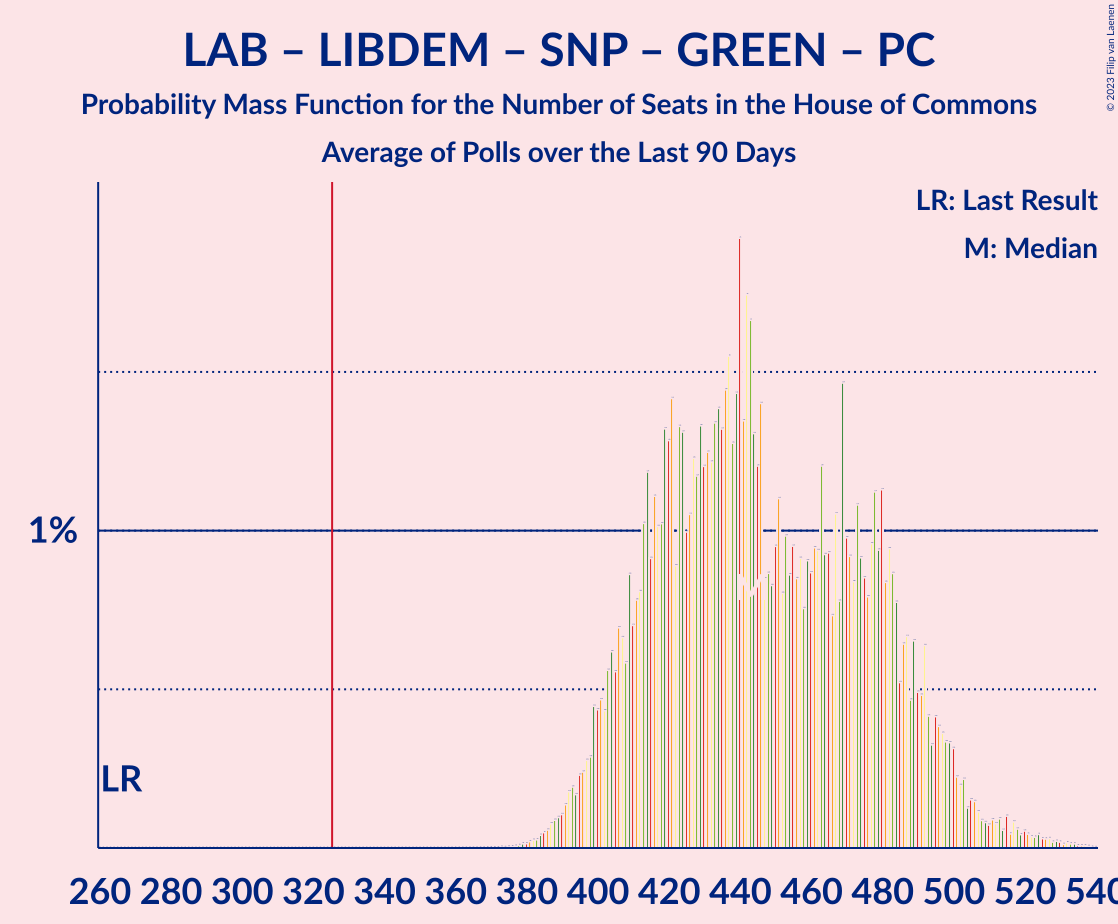 LAB – LIBDEM – SNP – GREEN – PC
Probability Mass Function for the Number of Seats in the House of Commons
Average of Polls over the Last 90 Days
© 2023 Filip van Laenen
LR: Last Result
M: Median
1%
LR
260 280 300 320 340 360 380 400 420 440 460 480 500 520 540